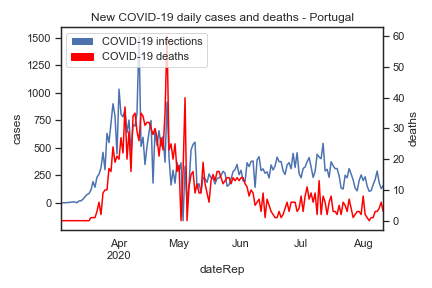 New COVID-19 daily cases and deaths - Portugal
COVID-19 infections
COVID-19 deaths
1500
1250
1000
750
500
250
0
cases
60
50
40
30
20
10
0
deaths
Apr
2020
May
Jun
Jul
Aug
dateRep